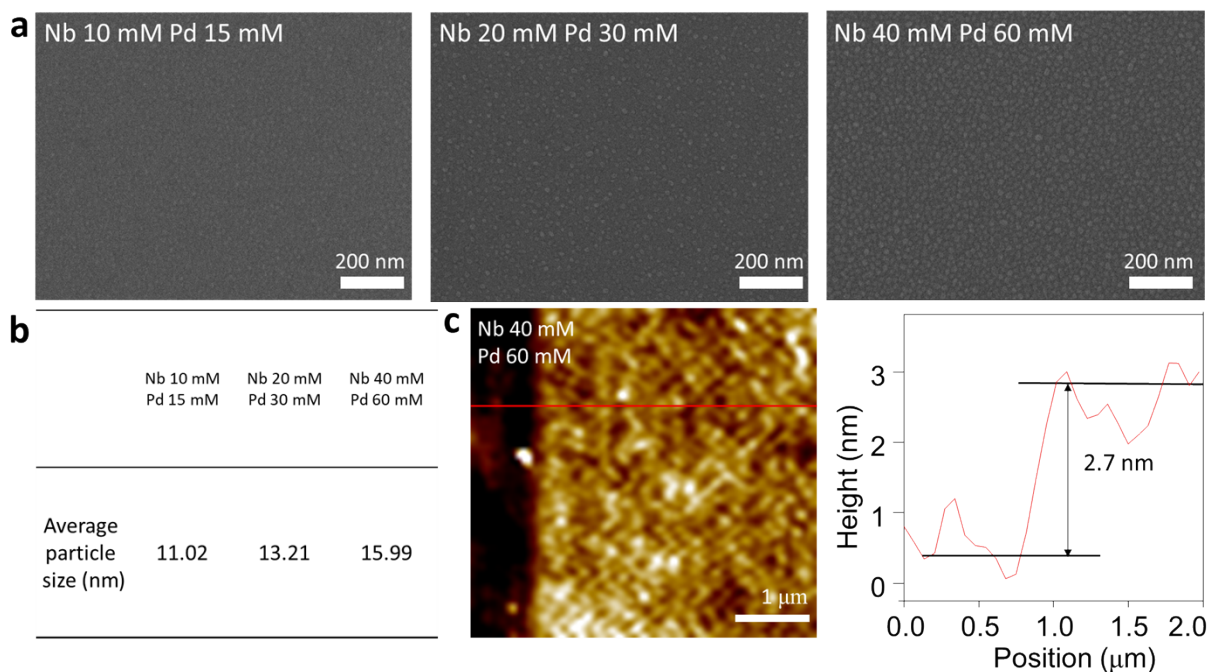 a
Nb 10 mM Pd 15 mM
200 nm
Nb 20 mM Pd 30 mM
200 nm
Nb 40 mM Pd 60 mM
200 nm
b
Nb 10 mM
Pd 15 mM
Nb 20 mM
Pd 30 mM
Nb 40 mM
Pd 60 mM
Average
particle
size (nm)
11.02
13.21
15.99
c
Nb 40 mM
Pd 60 mM
1 μm
Height (nm)
3
2
1
0
2.7 nm
0.0
0.5
1.0
1.5
2.0
Position (μm)